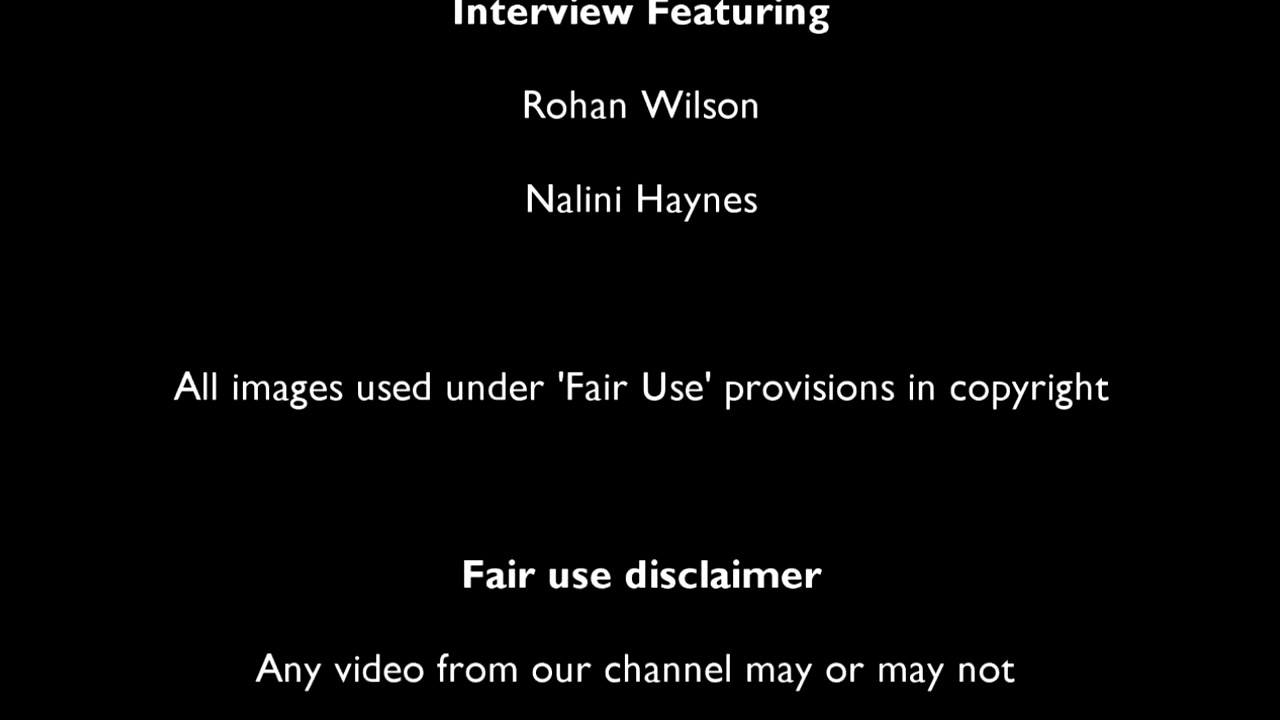 Interview Featuring
Rohan Wilson
Nalini Haynes
All images used under 'Fair Use' provisions in copyright
Fair use disclaimer
Any video from our channel may or may not